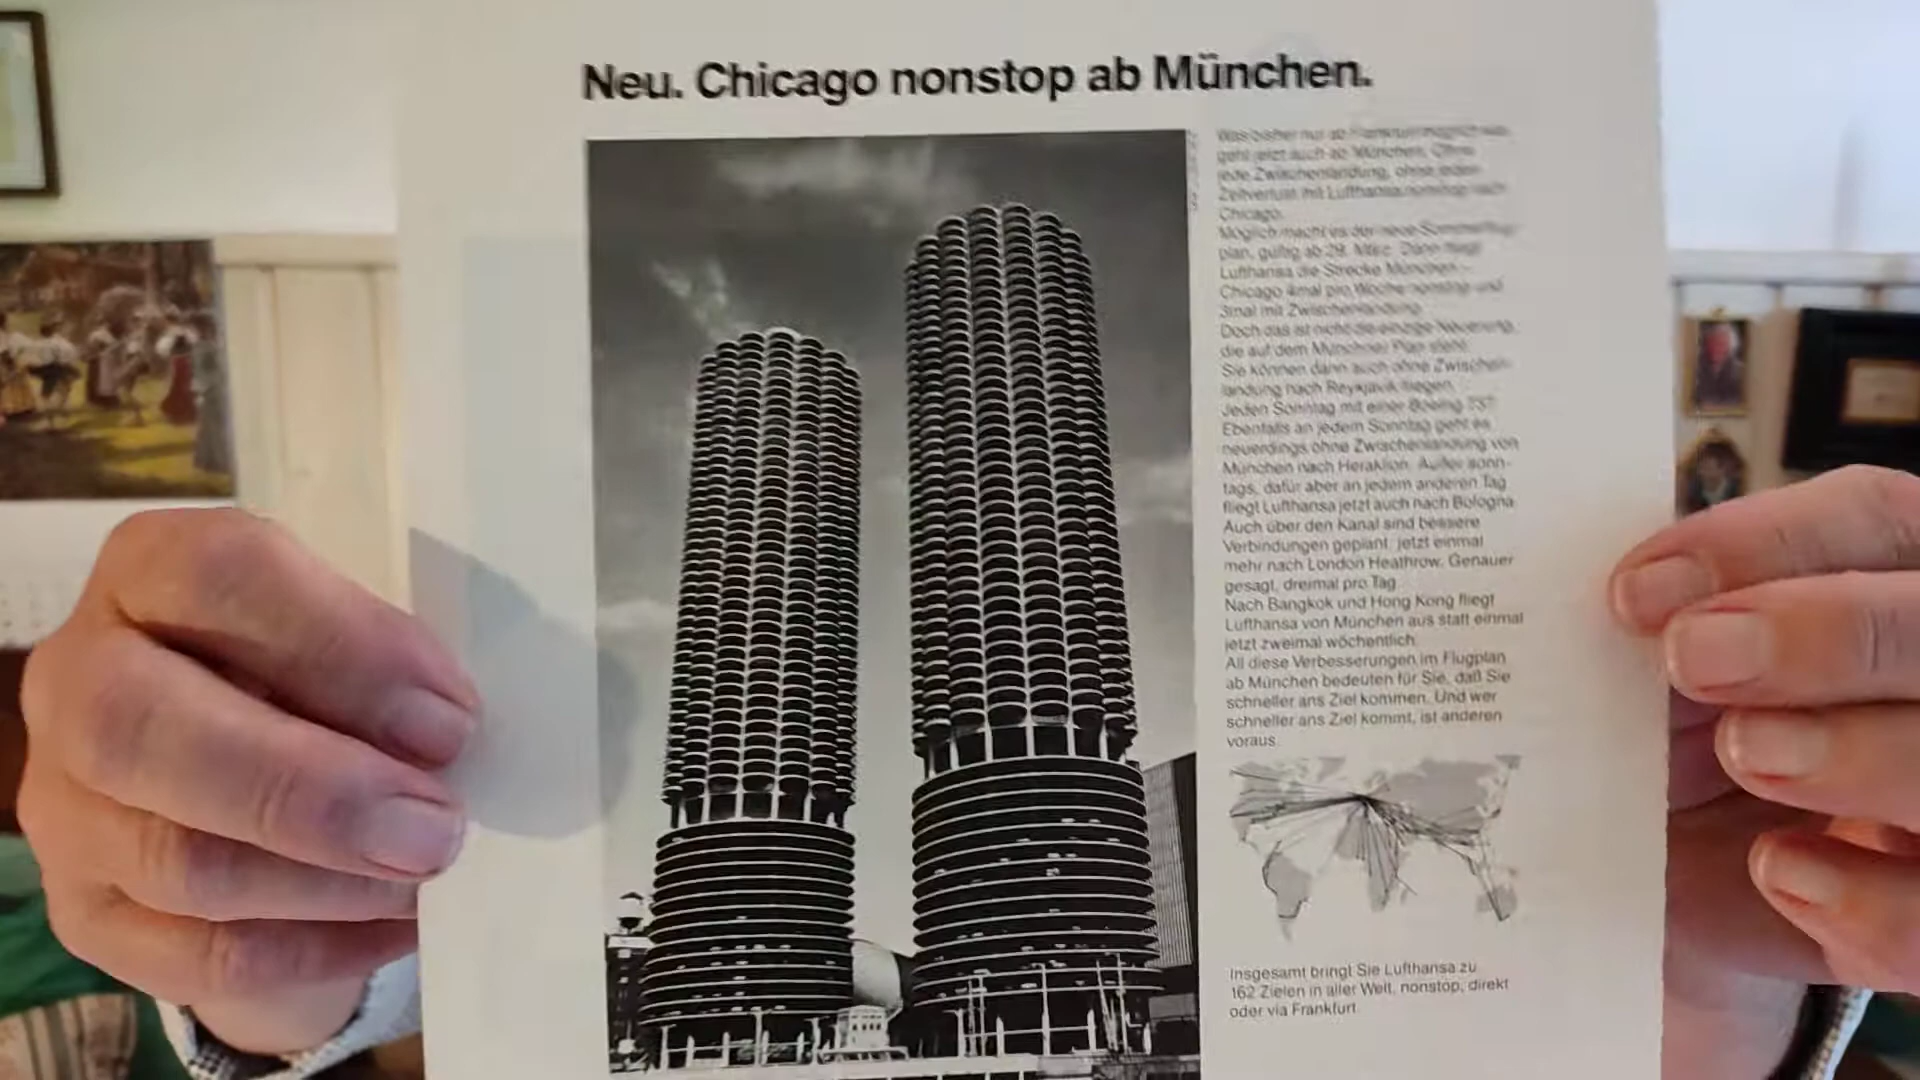 Neu. Chicago nonstop ab München.
Was bisher nur ab Frankfurt möglich war,
geht jetzt auch ab München. Ohne
jede Zwischenlandung, ohne jeden
Zeitverlust mit Lufthansa nonstop nach
Chicago.
Möglich macht es der neue Sommerflug-
plan, gültig ab 29. März. Dann fliegt
Lufthansa die Strecke München –
Chicago 4mal pro Woche nonstop und
3mal mit Zwischenlandung.
Doch das ist nicht die einzige Neuerung,
die auf dem Münchner Plan steht.
Sie können dann auch ohne Zwischen-
landung nach Reykjavik fliegen.
Jeden Sonntag mit einer Boeing 737.
Ebenfalls an jedem Sonntag geht es
neuerdings ohne Zwischenlandung von
München nach Heraklion. Außer sonn-
tags, dafür aber an jedem anderen Tag
fliegt Lufthansa jetzt auch nach Bologna.
Auch über den Kanal sind bessere
Verbindungen geplant: jetzt einmal
mehr nach London Heathrow. Genauer
gesagt, dreimal pro Tag.
Nach Bangkok und Hong Kong fliegt
Lufthansa von München aus statt einmal
jetzt zweimal wöchentlich.
All diese Verbesserungen im Flugplan
ab München bedeuten für Sie, daß Sie
schneller ans Ziel kommen. Und wer
schneller ans Ziel kommt, ist anderen
voraus.
Insgesamt bringt Sie Lufthansa zu
162 Zielen in aller Welt, nonstop, direkt
oder via Frankfurt.